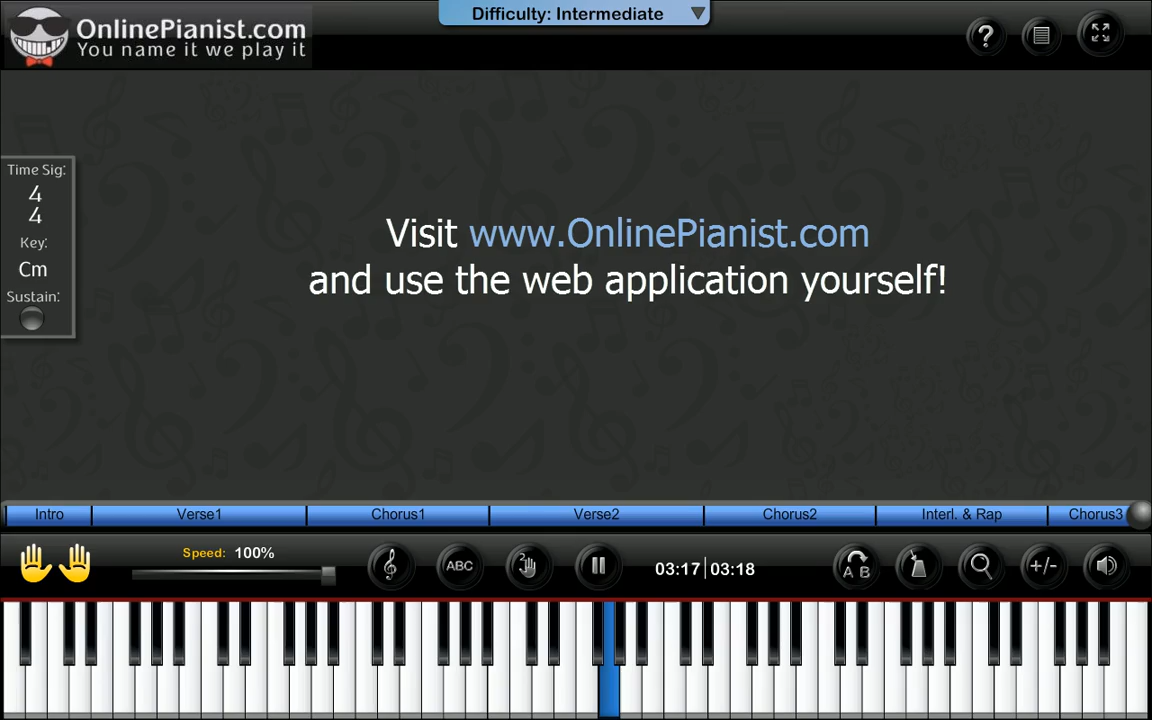 OnlinePianist.com
You name it we play it
Difficulty: Intermediate
?
Time Sig:
4
4
Key:
Cm
Sustain:
Visit www.OnlinePianist.com
and use the web application yourself!
Intro Verse1 Chorus1 Verse2 Chorus2 Interl. & Rap Chorus3
Speed: 100%
ABC
2
03:17|03:18
A B
+/-